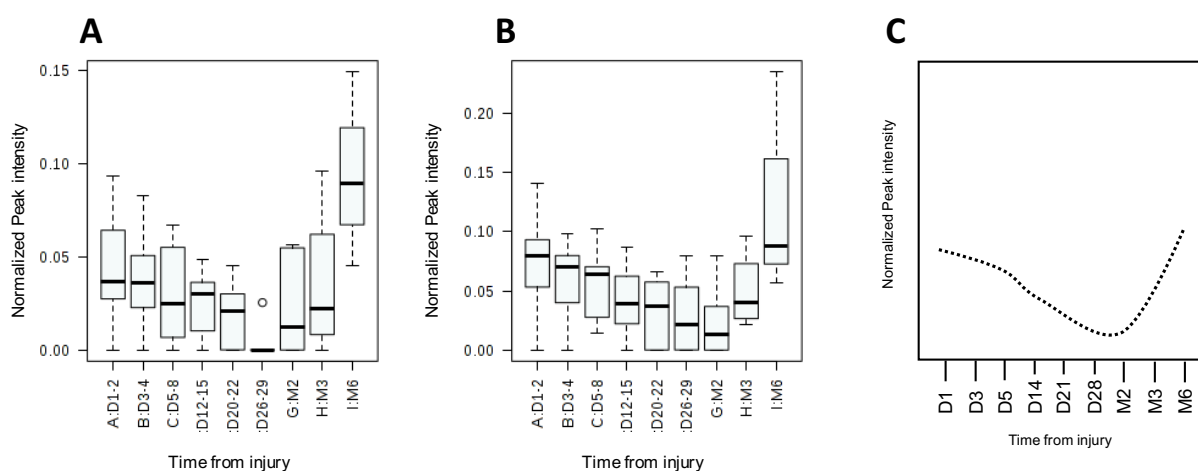 A
Normalized Peak intensity
0.15
0.10
0.05
0.00
A:D1-2
B:D3-4
C:D5-8
:D12-15
:D20-22
:D26-29
G:M2
H:M3
I:M6
Time from injury
B
Normalized Peak intensity
0.20
0.15
0.10
0.05
0.00
A:D1-2
B:D3-4
C:D5-8
:D12-15
:D20-22
:D26-29
G:M2
H:M3
I:M6
Time from injury
C
Normalized Peak intensity
D1
D3
D5
D14
D21
D28
M2
M3
M6
Time from injury